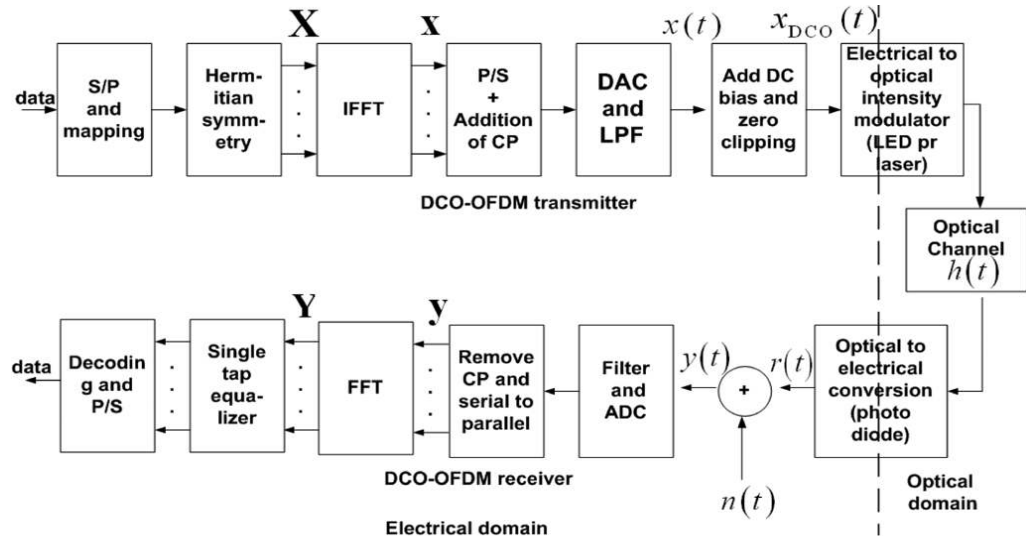 data
S/P
and
mapping
Herm-
itian
symm-
etry
X
IFFT
x
P/S
+
Addition
of CP
DAC
and
LPF
x(t)
Add DC
bias and
zero
clipping
x_DCO(t)
Electrical to
optical
intensity
modulator
(LED pr
laser)
DCO-OFDM transmitter
Optical
Channel
h(t)
data
Decodin
g and
P/S
Single
tap
equa-
lizer
Y
FFT
y
Remove
CP and
serial to
parallel
Filter
and
ADC
y(t)
+
r(t)
Optical to
electrical
conversion
(photo
diode)
n(t)
DCO-OFDM receiver
Optical
domain
Electrical domain